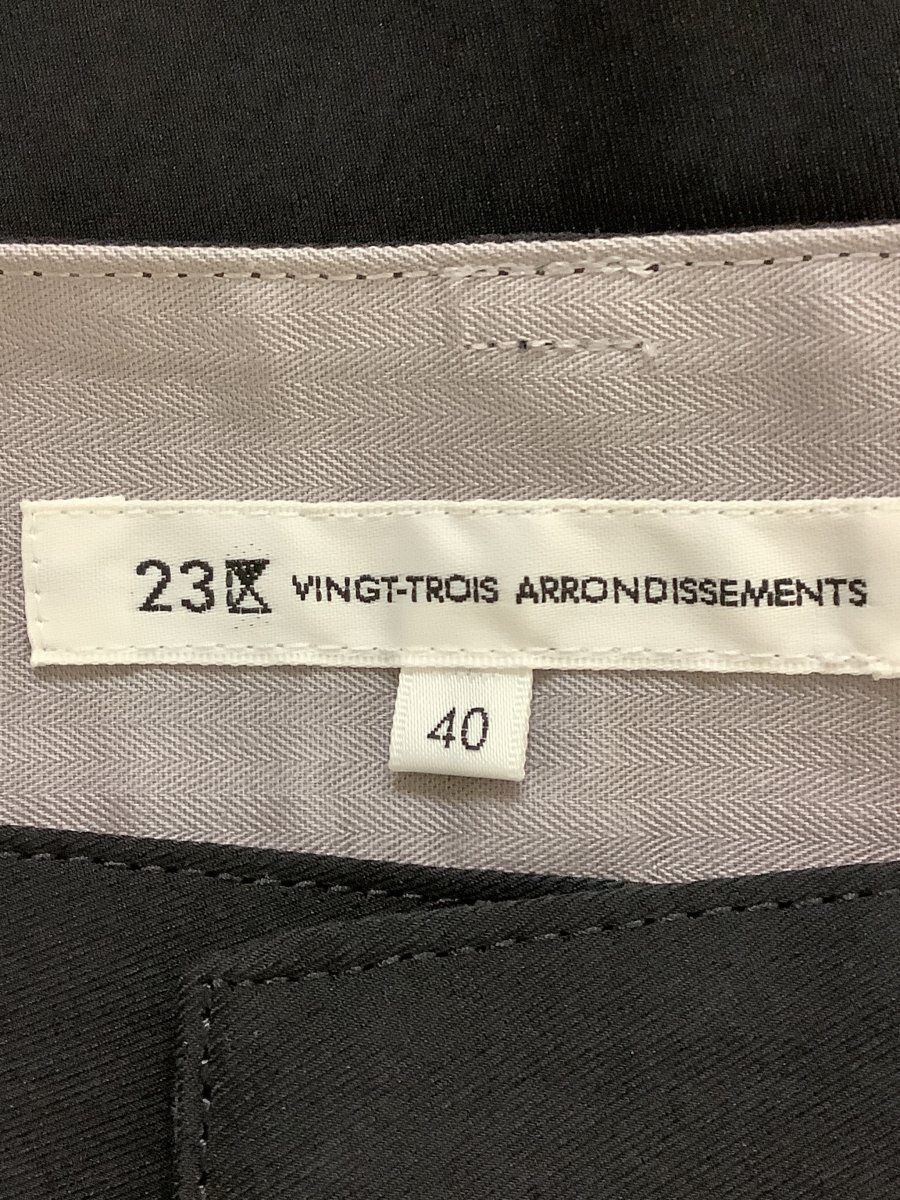 23区 VINGT-TROIS ARRONDISSEMENTS
40